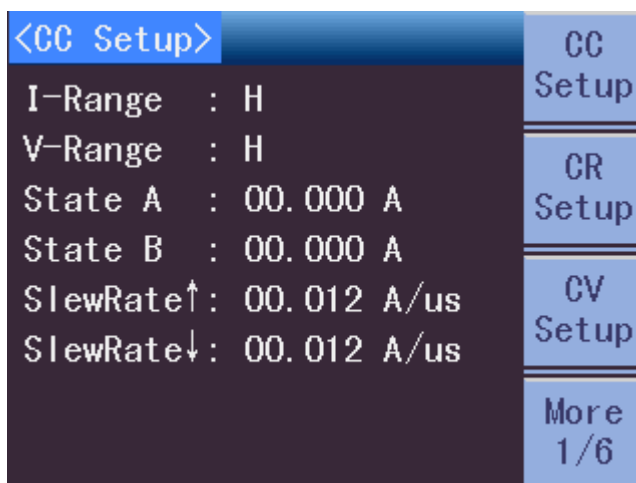 <CC Setup>
I-Range : H
V-Range : H
State A : 00.000 A
State B : 00.000 A
SlewRate↑: 00.012 A/us
SlewRate↓: 00.012 A/us
CC
Setup
CR
Setup
CV
Setup
More
1/6